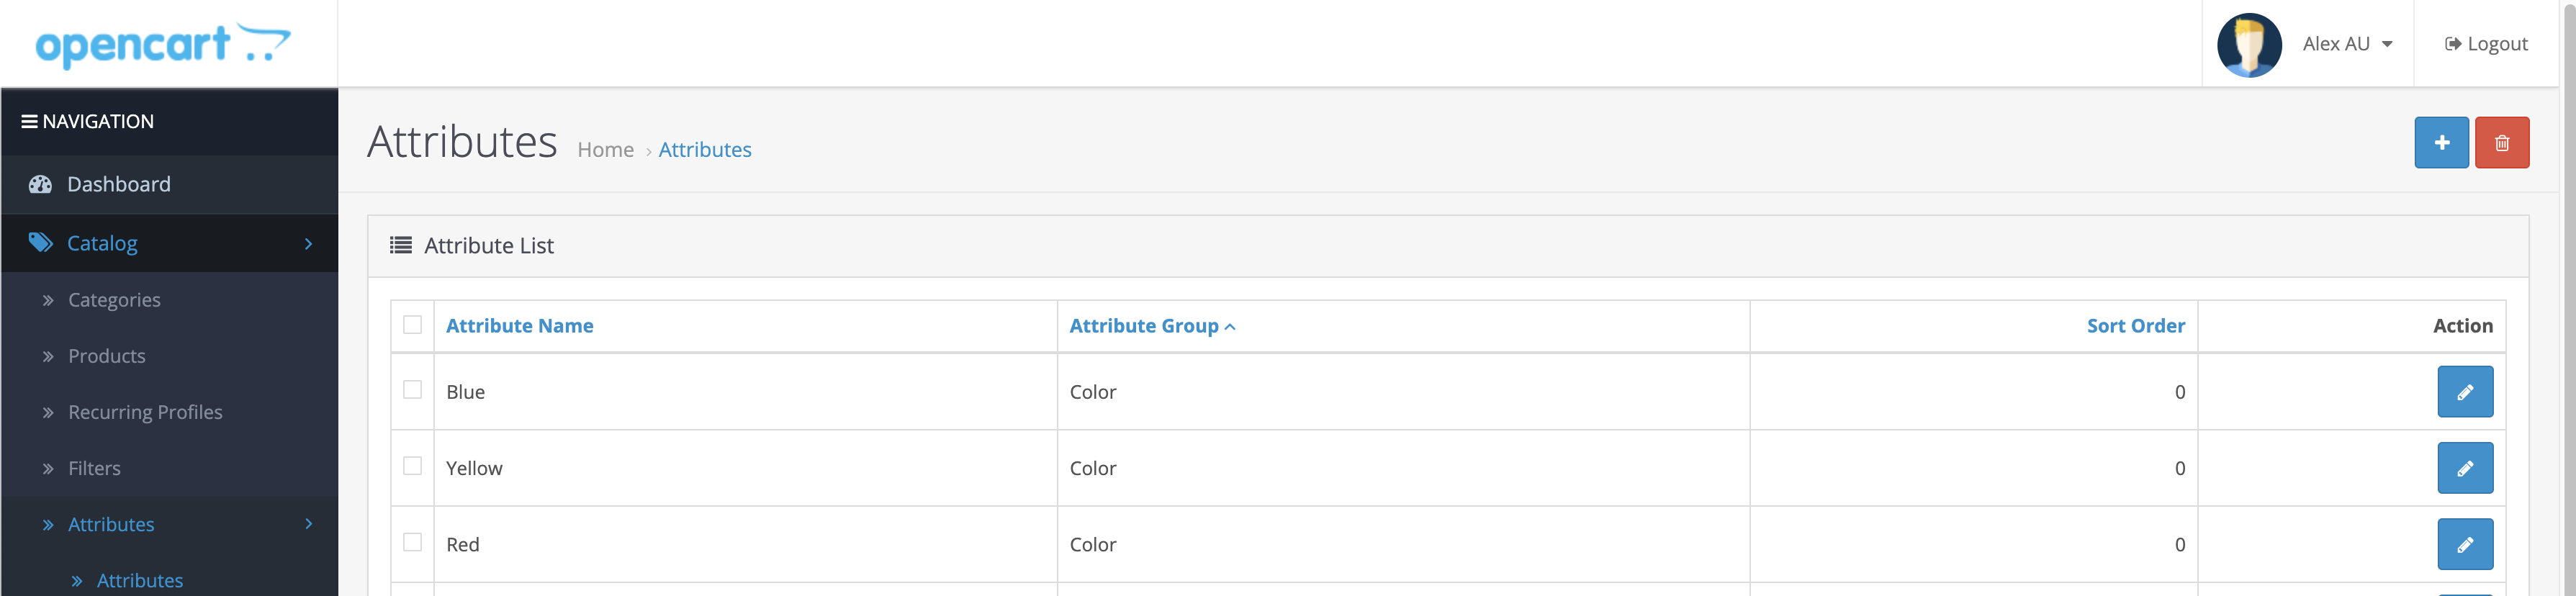 opencart
Alex AU
Logout
NAVIGATION
Attributes
Home › Attributes
Dashboard
Catalog
Attribute List
Categories
Attribute Name Attribute Group Sort Order Action
Products
Blue Color 0
Recurring Profiles
Filters
Yellow Color 0
Attributes
Red Color 0
Attributes